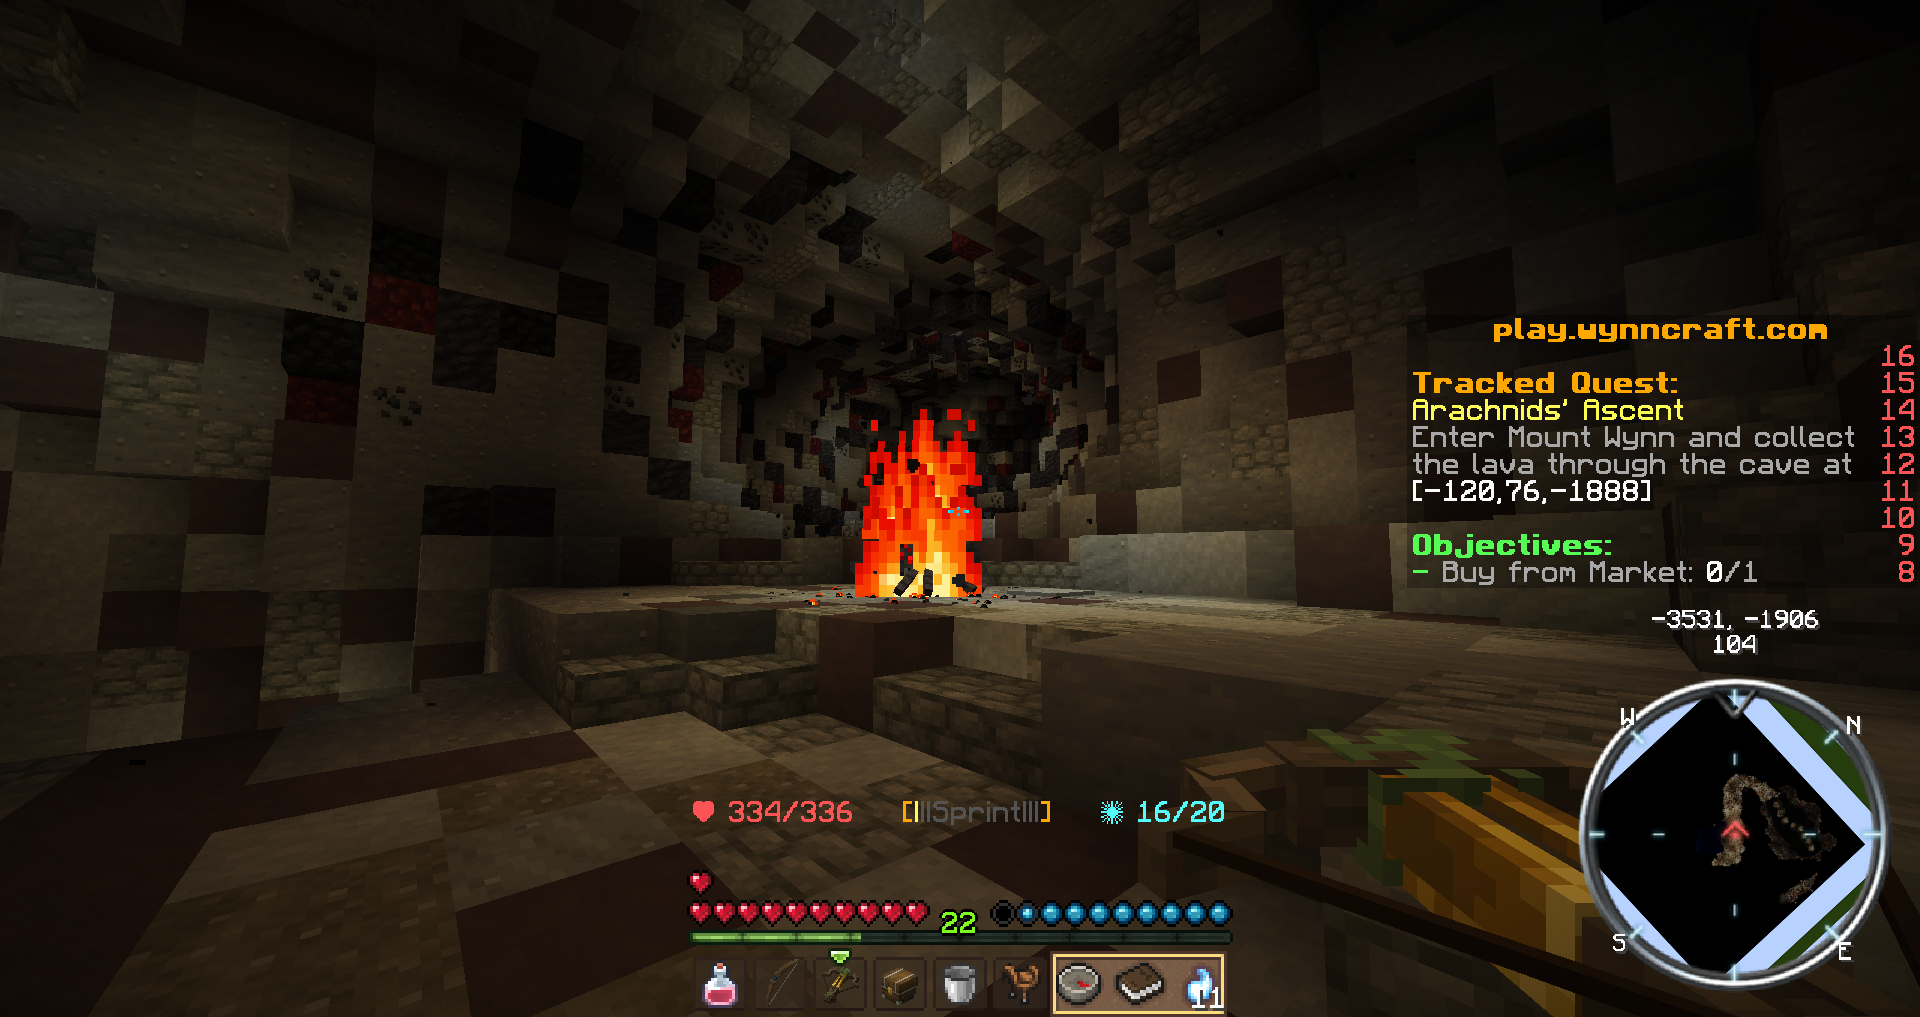 play.wynncraft.com
16
Tracked Quest: 15
Arachnids' Ascent 14
Enter Mount Wynn and collect 13
the lava through the cave at 12
[-120,76,-1888] 11
10
Objectives: 9
- Buy from Market: 0/1 8
-3531, -1906
104
W N
S E
334/336 [||Sprint|||] 16/20
22
11